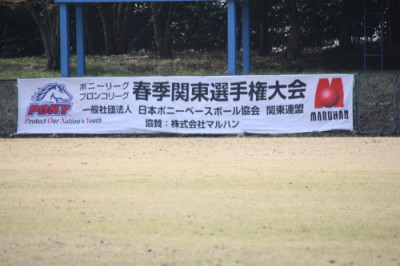 PONY
Protect Our Nation's Youth
ポニーリーグ
ブロンコリーグ
春季関東選手権大会
一般社団法人 日本ポニーベースボール協会 関東連盟
協賛:株式会社マルハン
M
MARUHAN